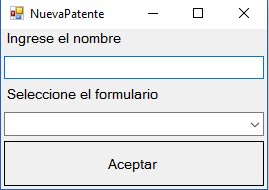 NuevaPatente
Ingrese el nombre
Seleccione el formulario
Aceptar